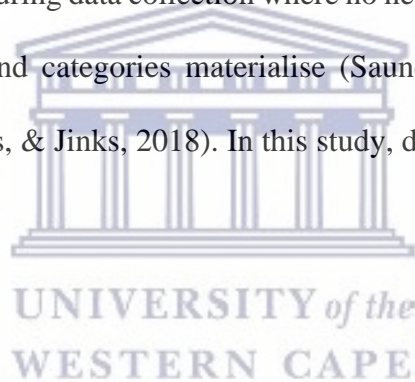 uring data collection where no ne
nd categories materialise (Saun
s, & Jinks, 2018). In this study, d
UNIVERSITY of the
WESTERN CAPE